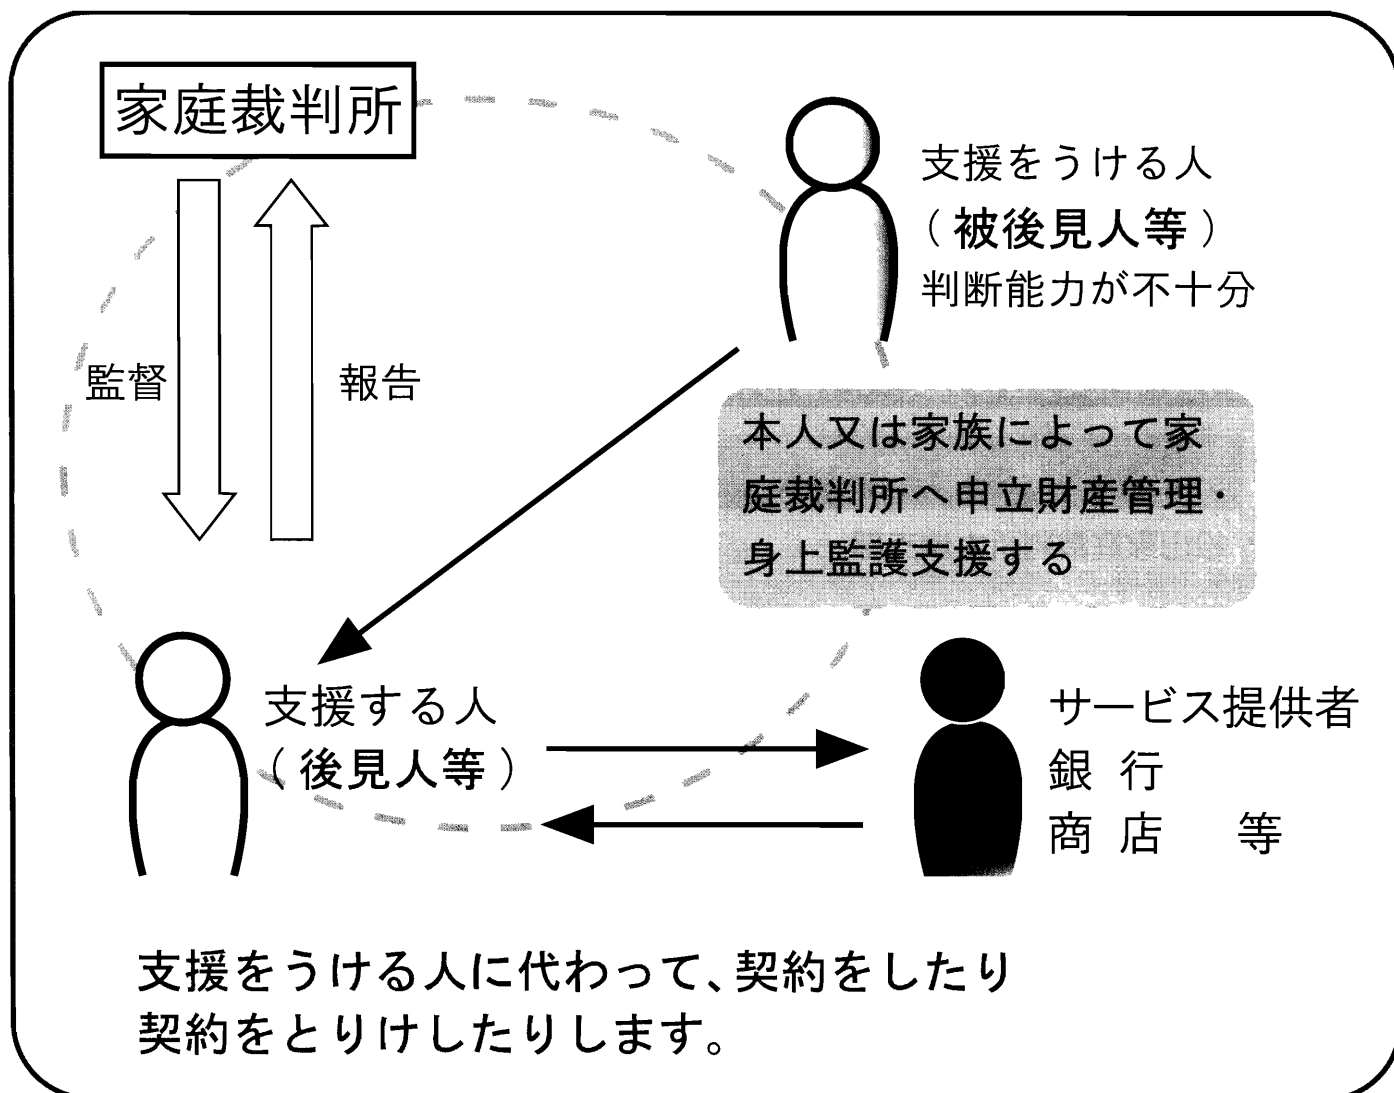 家庭裁判所
支援をうける人
（被後見人等）
判断能力が不十分
監督
報告
本人又は家族によって家
庭裁判所へ申立財産管理・
身上監護支援する
支援する人
（後見人等）
サービス提供者
銀 行
商 店 等
支援をうける人に代わって、契約をしたり
契約をとりけしたりします。